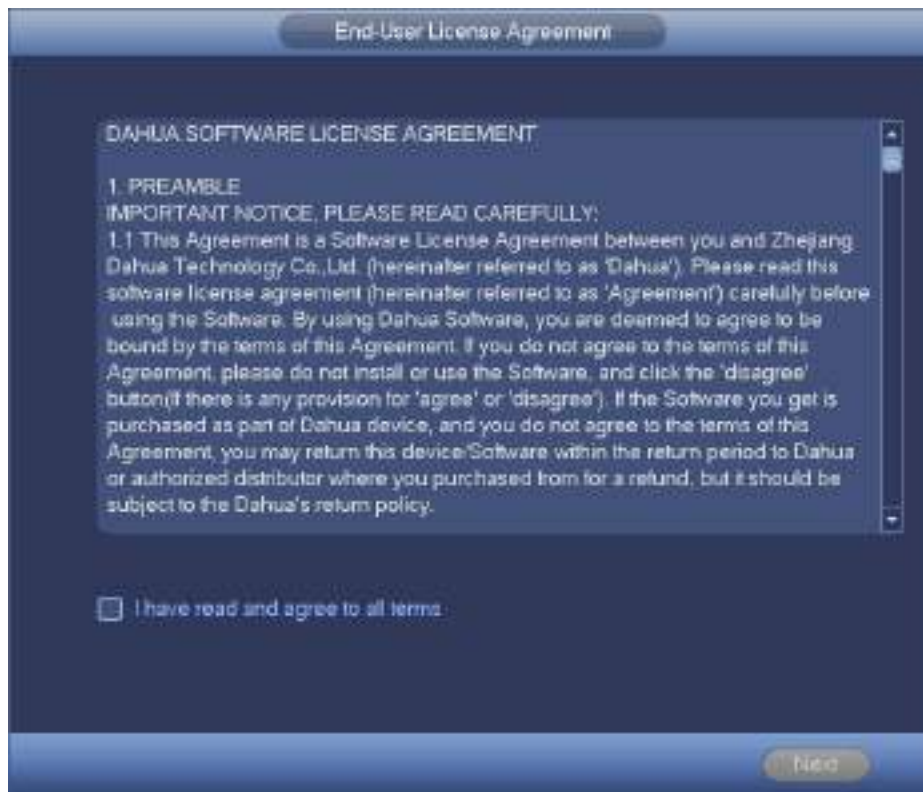 End-User License Agreement
DAHUA SOFTWARE LICENSE AGREEMENT
1. PREAMBLE
IMPORTANT NOTICE, PLEASE READ CAREFULLY:
1.1 This Agreement is a Software License Agreement between you and Zhejiang
Dahua Technology Co.,Ltd. (hereinafter referred to as 'Dahua'). Please read this
software license agreement (hereinafter referred to as 'Agreement') carefully before
using the Software. By using Dahua Software, you are deemed to agree to be
bound by the terms of this Agreement. If you do not agree to the terms of this
Agreement, please do not install or use the Software, and click the 'disagree'
button(if there is any provision for 'agree' or 'disagree'). If the Software you get is
purchased as part of Dahua device, and you do not agree to the terms of this
Agreement, you may return this device/Software within the return period to Dahua
or authorized distributor where you purchased from for a refund, but it should be
subject to the Dahua's return policy.
I have read and agree to all terms
Next